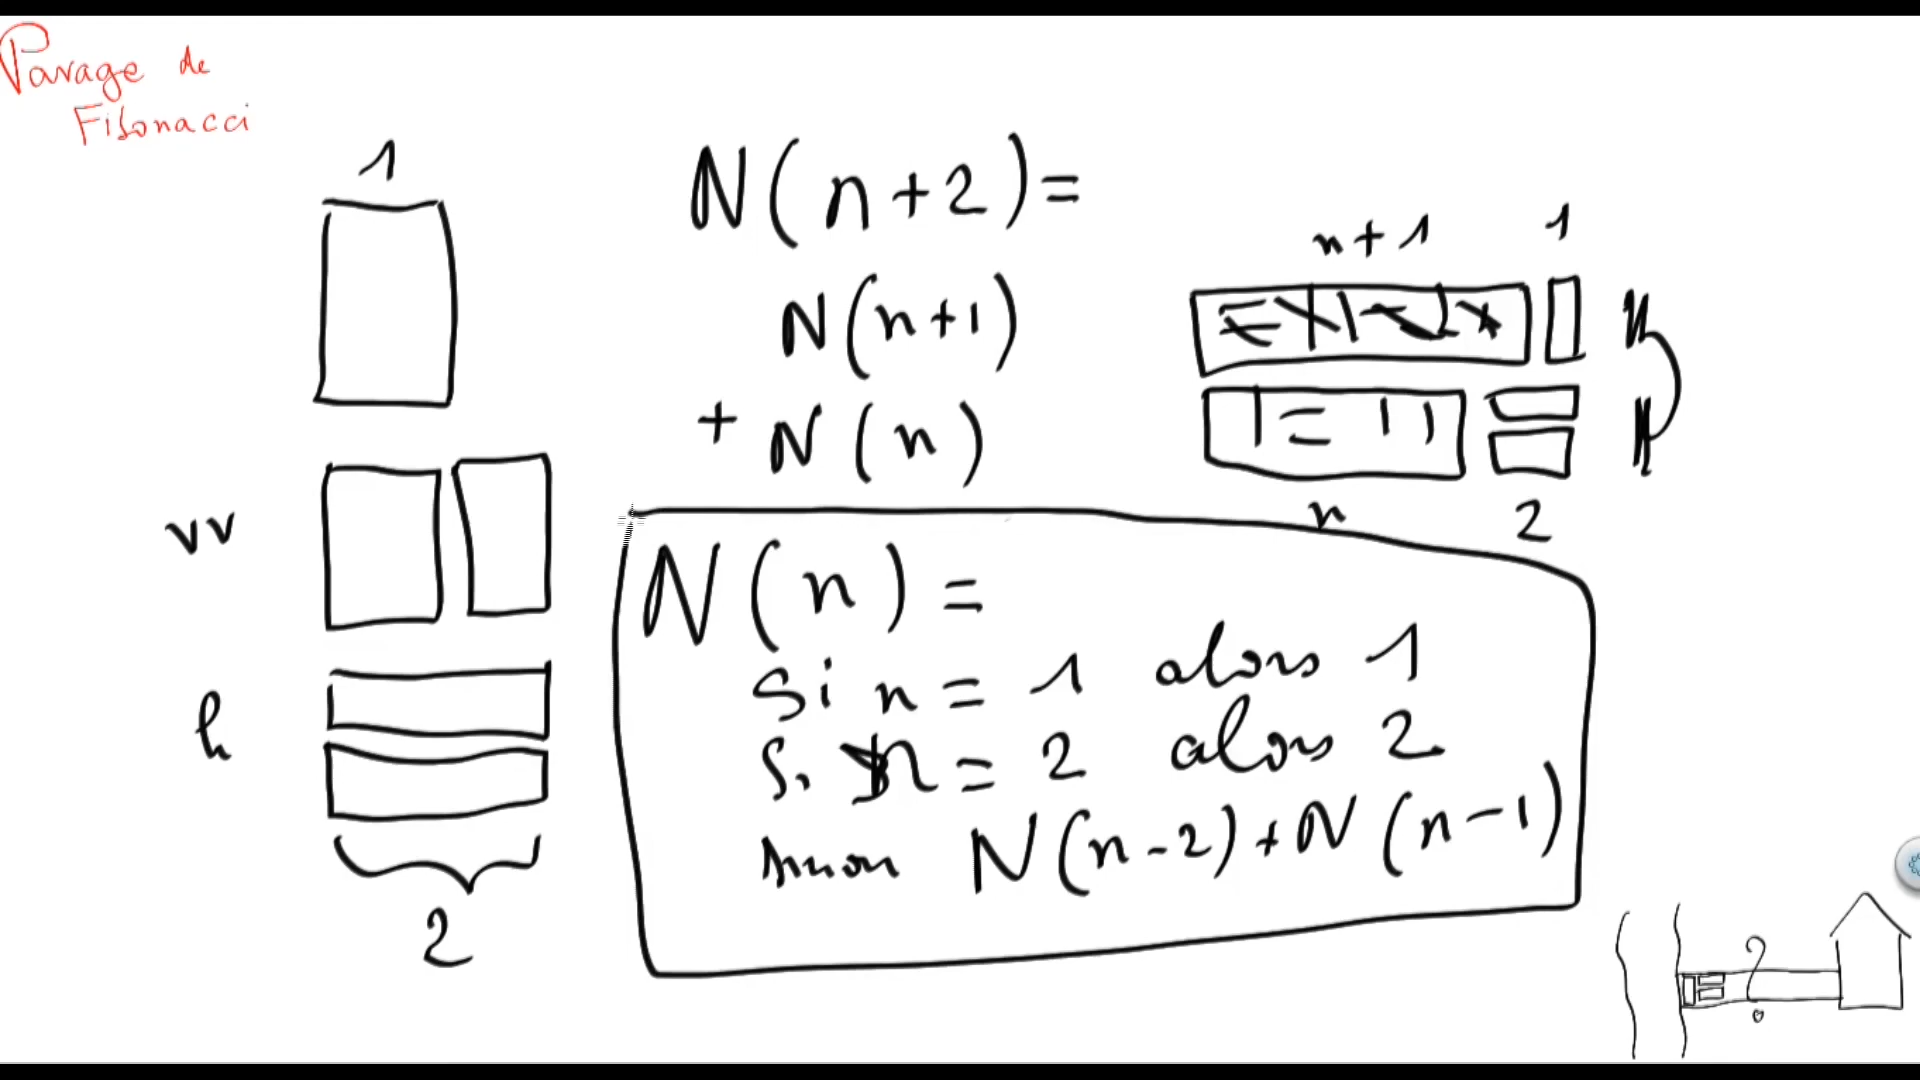 Pavage de
Fibonacci
1
N(n+2)=
N(n+1)
+ N(n)
n+1 1
n 2
vv
h
2
N(n) =
Si n = 1 alors 1
Si n = 2 alors 2
sinon N(n-2)+N(n-1)
?